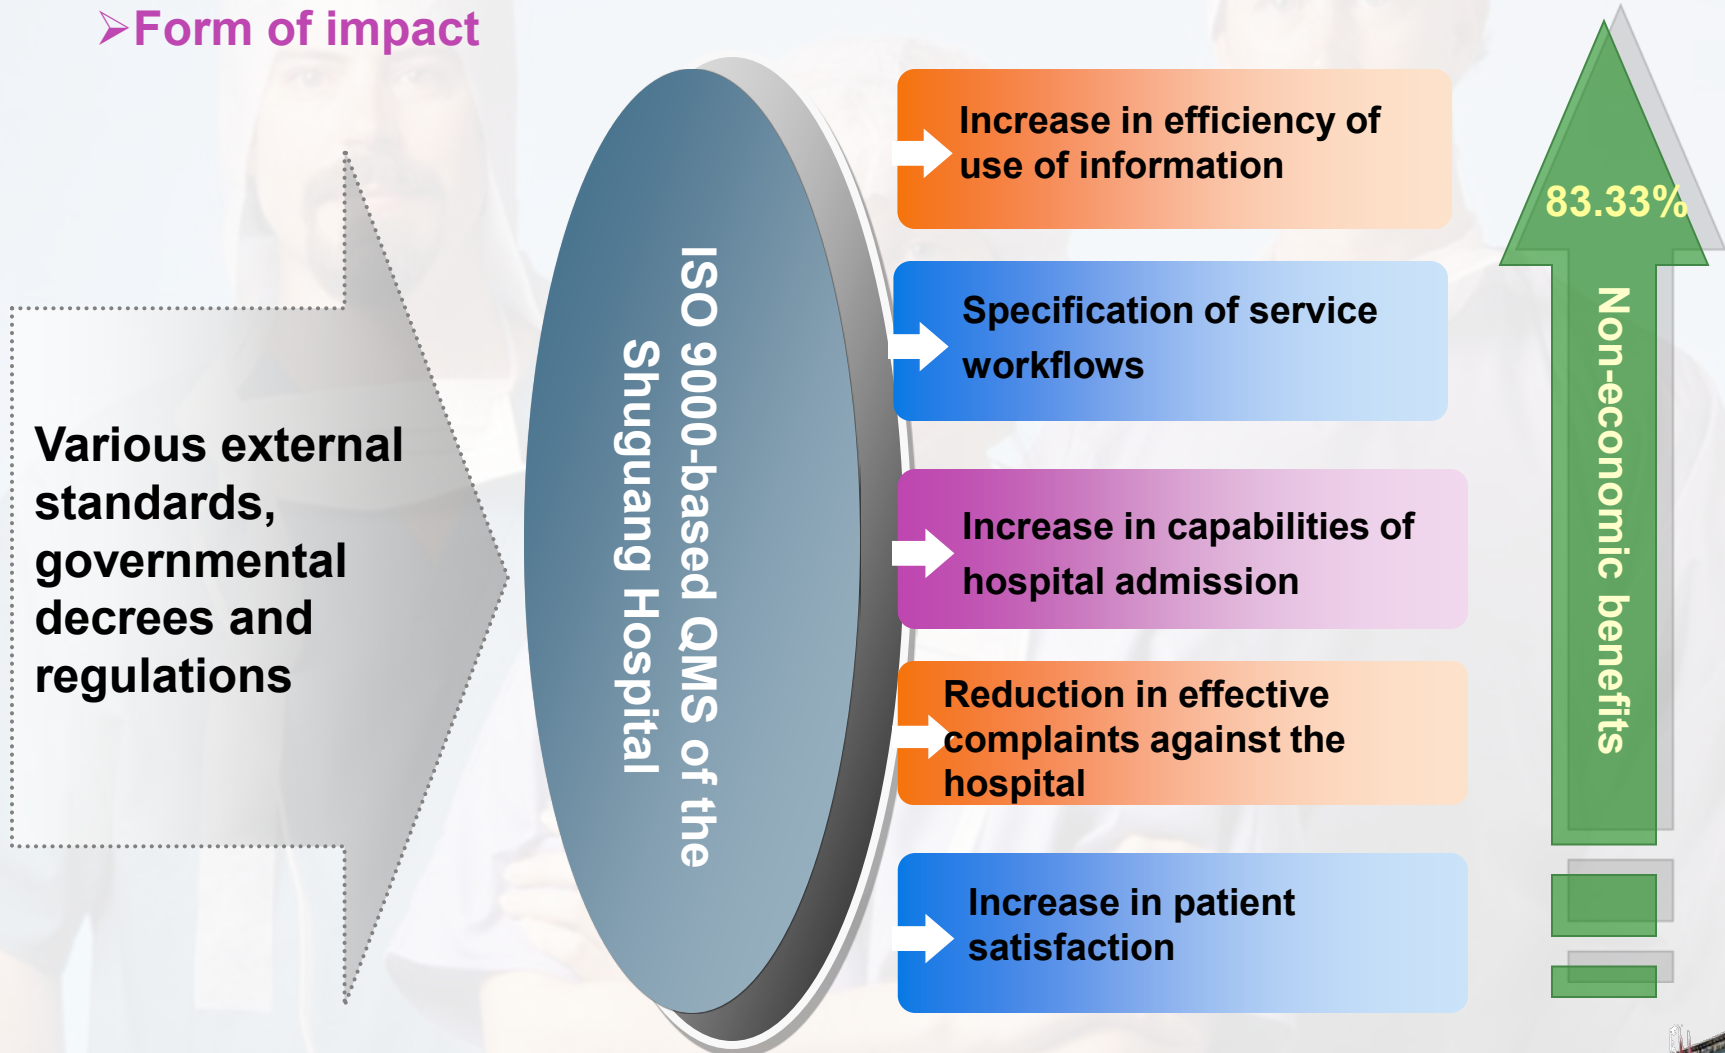 ➢Form of impact
Various external
standards,
governmental
decrees and
regulations
ISO 9000-based QMS of the
Shuguang Hospital
Increase in efficiency of
use of information
Specification of service
workflows
Increase in capabilities of
hospital admission
Reduction in effective
complaints against the
hospital
Increase in patient
satisfaction
83.33%
Non-economic benefits